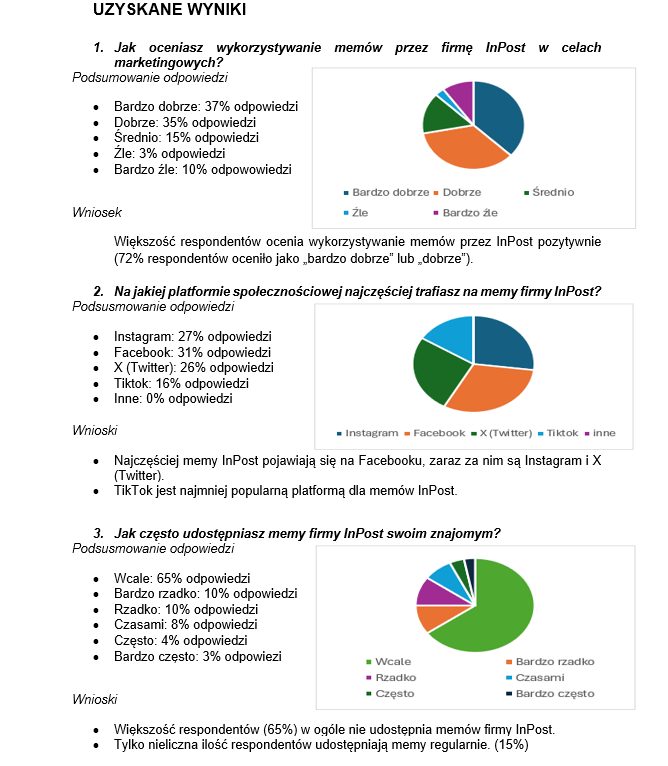 UZYSKANE WYNIKI
1. Jak oceniasz wykorzystywanie memów przez firmę InPost w celach
marketingowych?
Podsumowanie odpowiedzi
• Bardzo dobrze: 37% odpowiedzi
• Dobrze: 35% odpowiedzi
• Średnio: 15% odpowiedzi
• Źle: 3% odpowiedzi
• Bardzo źle: 10% odpowowiedzi
Bardzo dobrze Dobrze Średnio
Źle Bardzo źle
Wniosek
Większość respondentów ocenia wykorzystywanie memów przez InPost pozytywnie
(72% respondentów oceniło jako „bardzo dobrze” lub „dobrze”).
2. Na jakiej platformie społecznościowej najczęściej trafiasz na memy firmy InPost?
Podsusmowanie odpowiedzi
• Instagram: 27% odpowiedzi
• Facebook: 31% odpowiedzi
• X (Twitter): 26% odpowiedzi
• Tiktok: 16% odpowiedzi
• Inne: 0% odpowiedzi
Instagram Facebook X (Twitter) Tiktok inne
Wnioski
• Najczęściej memy InPost pojawiają się na Facebooku, zaraz za nim są Instagram i X
(Twitter).
• TikTok jest najmniej popularną platformą dla memów InPost.
3. Jak często udostępniasz memy firmy InPost swoim znajomym?
Podsusmowanie odpowiedzi
• Wcale: 65% odpowiedzi
• Bardzo rzadko: 10% odpowiedzi
• Rzadko: 10% odpowiedzi
• Czasami: 8% odpowiedzi
• Często: 4% odpowiedzi
• Bardzo często: 3% odpowiezi
Wcale Bardzo rzadko
Rzadko Czasami
Często Bardzo często
Wnioski
• Większość respondentów (65%) w ogóle nie udostępnia memów firmy InPost.
• Tylko nieliczna ilość respondentów udostępniają memy regularnie. (15%)